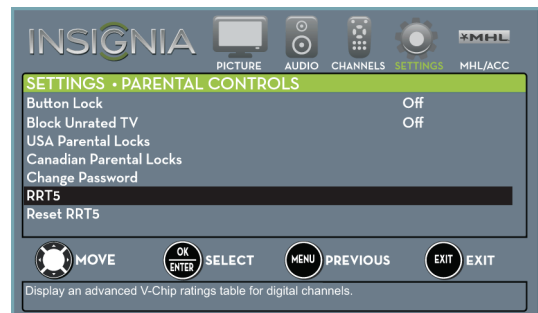 INSIGNIA
PICTURE AUDIO CHANNELS SETTINGS MHL/ACC
MHL
SETTINGS • PARENTAL CONTROLS
Button Lock Off
Block Unrated TV Off
USA Parental Locks
Canadian Parental Locks
Change Password
RRT5
Reset RRT5
MOVE OK ENTER SELECT MENU PREVIOUS EXIT EXIT
Display an advanced V-Chip ratings table for digital channels.